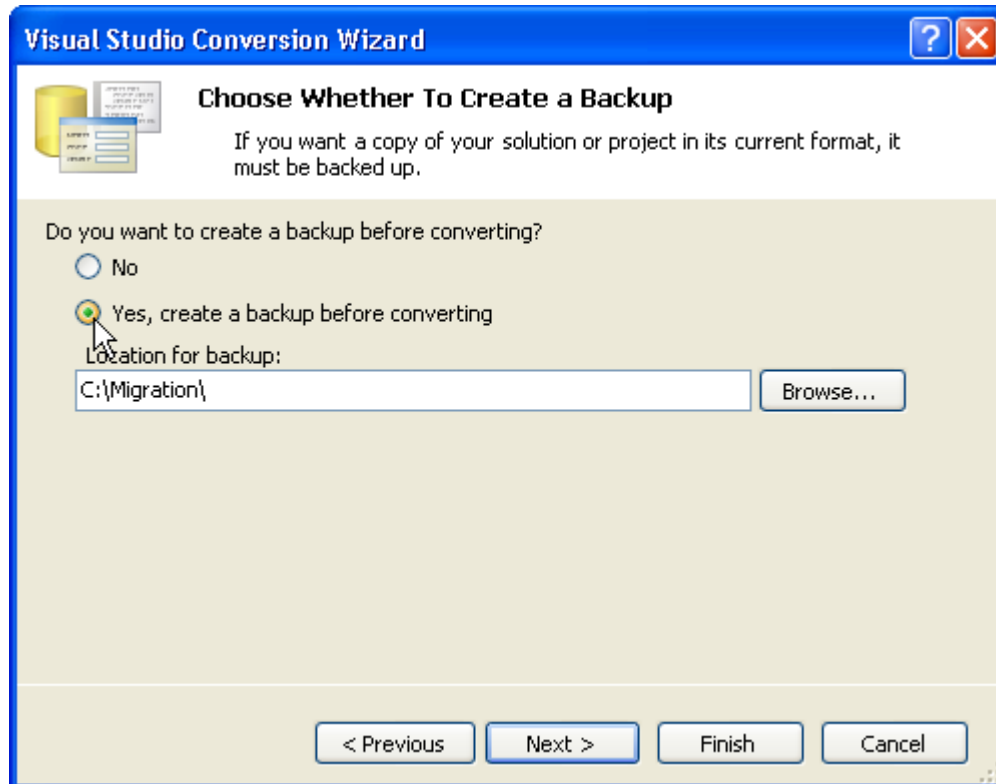 Visual Studio Conversion Wizard
Choose Whether To Create a Backup
If you want a copy of your solution or project in its current format, it
must be backed up.
Do you want to create a backup before converting?
No
Yes, create a backup before converting
Location for backup:
C:\Migration\
Browse...
< Previous
Next >
Finish
Cancel